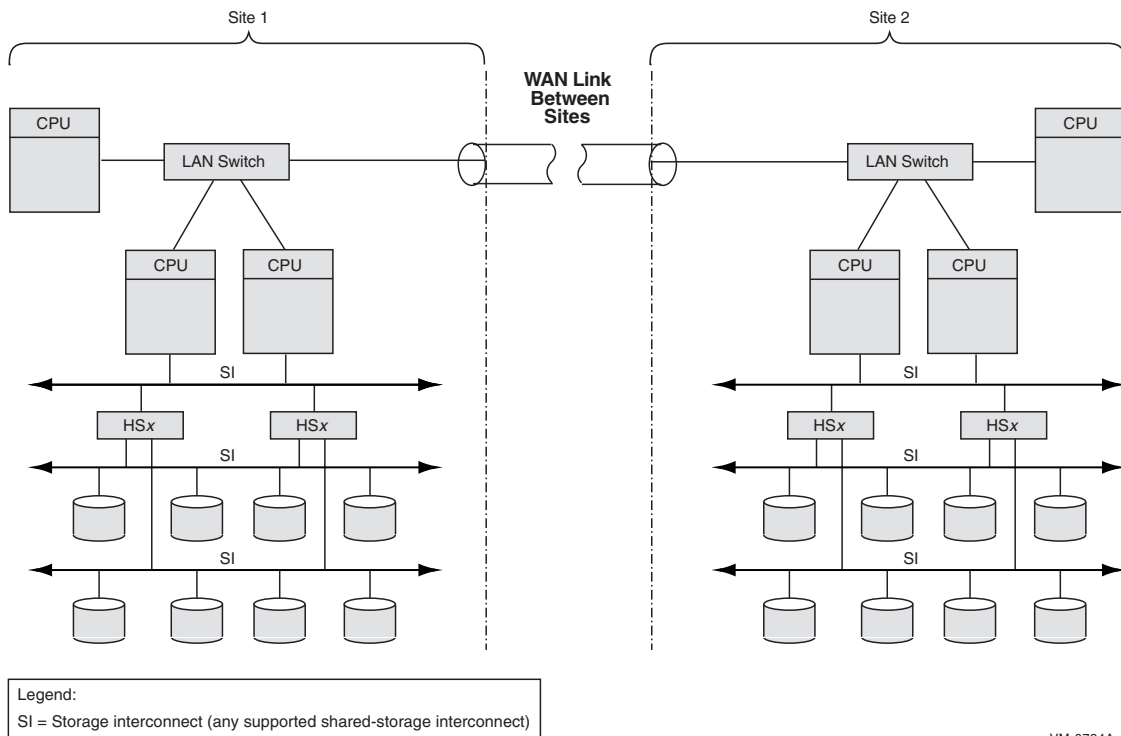 Site 1
Site 2
WAN Link
Between
Sites
CPU
CPU
LAN Switch
LAN Switch
CPU
CPU
CPU
CPU
SI
SI
HSx
HSx
HSx
HSx
SI
SI
SI
SI
Legend:
SI = Storage interconnect (any supported shared-storage interconnect)